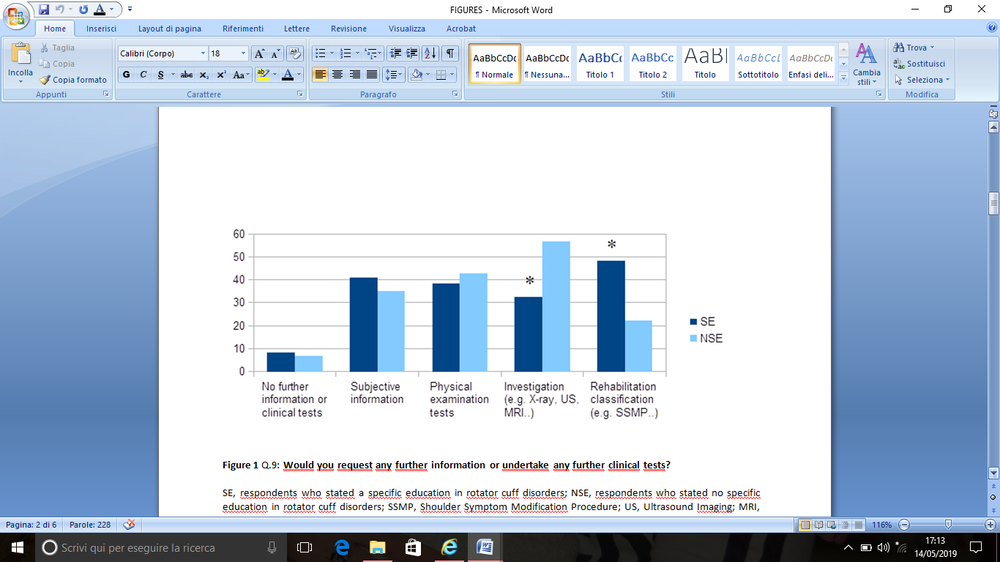 FIGURES - Microsoft Word
Home Inserisci Layout di pagina Riferimenti Lettere Revisione Visualizza Acrobat
Incolla
Taglia
Copia
Copia formato
Appunti
Calibri (Corpo) 18
G C S abc x₂ x² Aa
Carattere
Paragrafo
AaBbCcDc AaBbCcDc AaBbCc AaBbCc AaBl AaBbCcL AaBbCcDc
¶ Normale ¶ Nessuna... Titolo 1 Titolo 2 Titolo Sottotitolo Enfasi deli...
Cambia
stili
Stili
Trova
Sostituisci
Seleziona
Modifica
60
50
40
30
20
10
0
*
*
No further
information or
clinical tests
Subjective
information
Physical
examination
tests
Investigation
(e.g. X-ray, US,
MRI..)
Rehabilitation
classification
(e.g. SSMP..)
SE
NSE
Figure 1 Q.9: Would you request any further information or undertake any further clinical tests?
SE, respondents who stated a specific education in rotator cuff disorders; NSE, respondents who stated no specific
education in rotator cuff disorders; SSMP, Shoulder Symptom Modification Procedure; US, Ultrasound Imaging; MRI,
Pagina: 2 di 6 Parole: 228 116%
Scrivi qui per eseguire la ricerca
17:13
14/05/2019